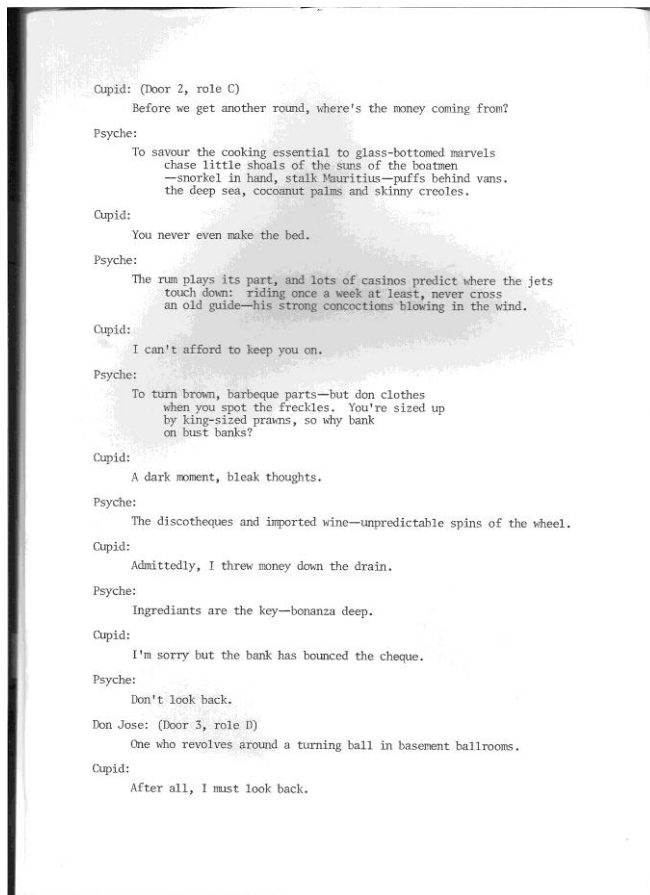 Cupid: (Door 2, role C)
Before we get another round, where's the money coming from?
Psyche:
To savour the cooking essential to glass-bottomed marvels
chase little shoals of the suns of the boatmen
—snorkel in hand, stalk Mauritius—puffs behind vans.
the deep sea, cocoanut palms and skinny creoles.
Cupid:
You never even make the bed.
Psyche:
The rum plays its part, and lots of casinos predict where the jets
touch down:  riding once a week at least, never cross
an old guide—his strong concoctions blowing in the wind.
Cupid:
I can't afford to keep you on.
Psyche:
To turn brown, barbeque parts—but don clothes
when you spot the freckles.  You're sized up
by king-sized prawns, so why bank
on bust banks?
Cupid:
A dark moment, bleak thoughts.
Psyche:
The discotheques and imported wine—unpredictable spins of the wheel.
Cupid:
Admittedly, I threw money down the drain.
Psyche:
Ingrediants are the key—bonanza deep.
Cupid:
I'm sorry but the bank has bounced the cheque.
Psyche:
Don't look back.
Don Jose: (Door 3, role D)
One who revolves around a turning ball in basement ballrooms.
Cupid:
After all, I must look back.